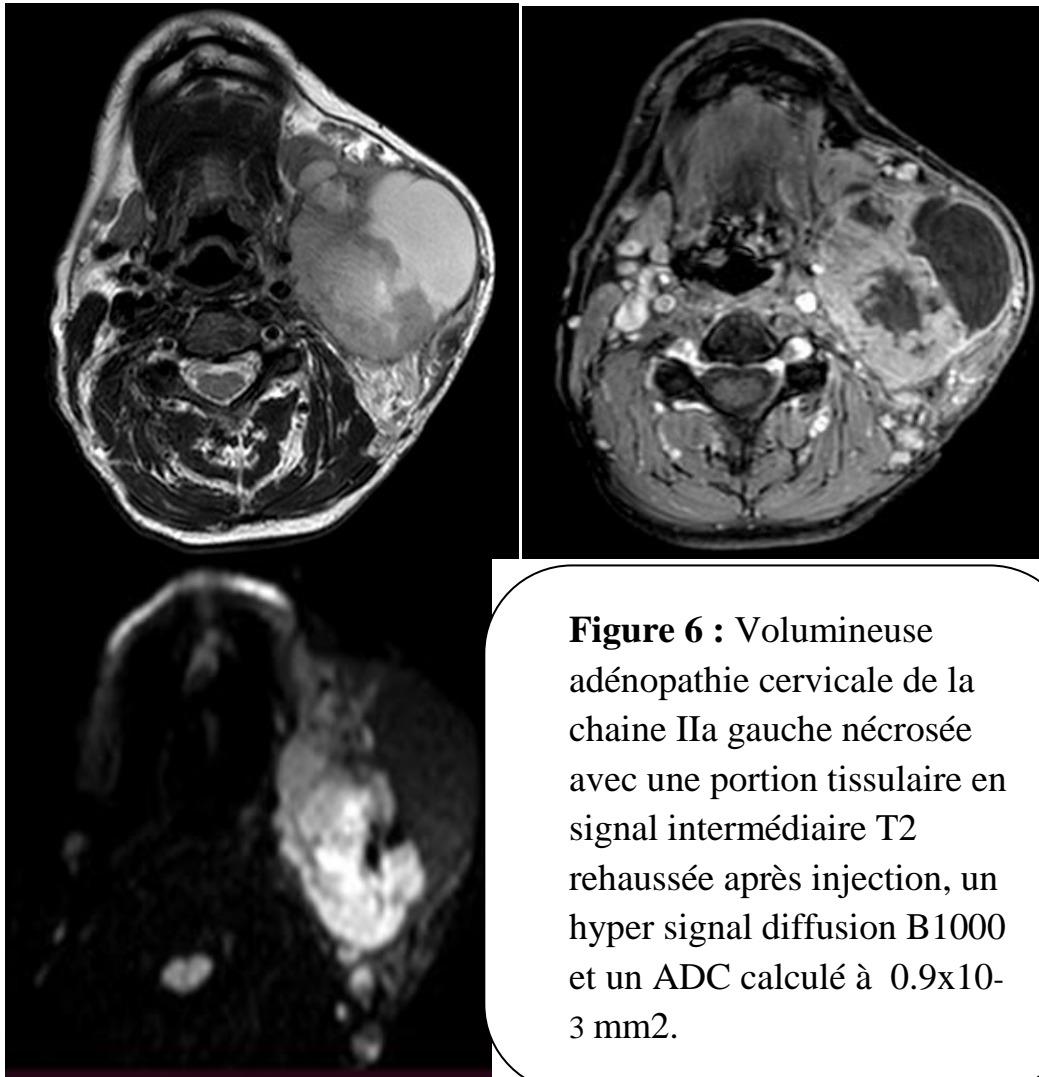 Figure 6 : Volumineuse
adénopathie cervicale de la
chaine IIa gauche nécrosée
avec une portion tissulaire en
signal intermédiaire T2
rehaussée après injection, un
hyper signal diffusion B1000
et un ADC calculé à 0.9x10-
3 mm2.